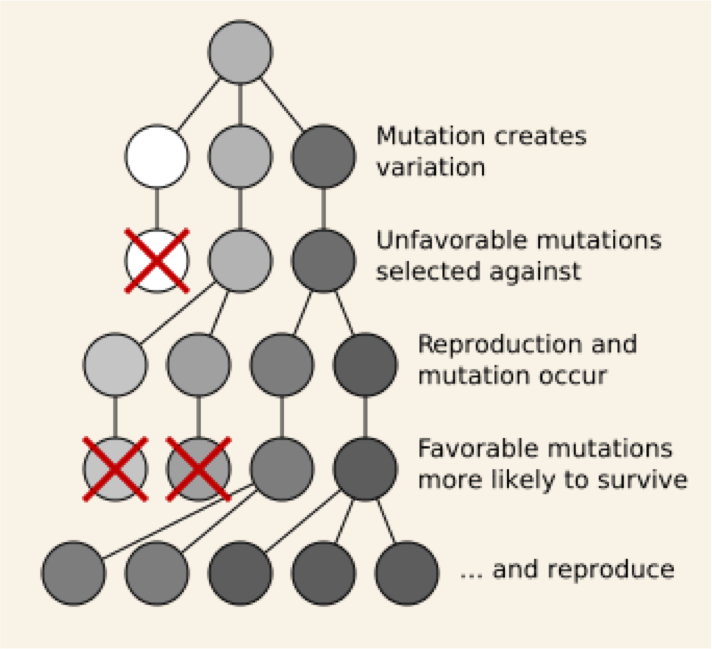 Mutation creates
variation
Unfavorable mutations
selected against
Reproduction and
mutation occur
Favorable mutations
more likely to survive
... and reproduce